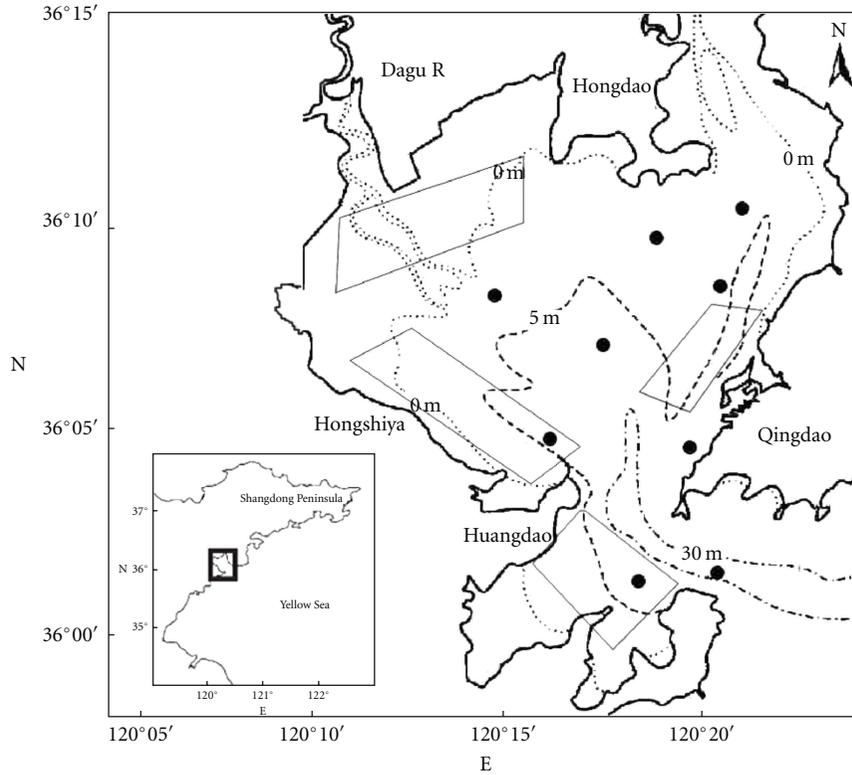 36°15′
N
Dagu R
Hongdao
0 m
0 m
36°10′
5 m
N
0 m
36°05′
Hongshiya
Qingdao
Shangdong Peninsula
37°
Huangdao
30 m
N 36°
Yellow Sea
35°
36°00′
120° 121° 122°
E
120°05′ 120°10′ 120°15′ 120°20′
E